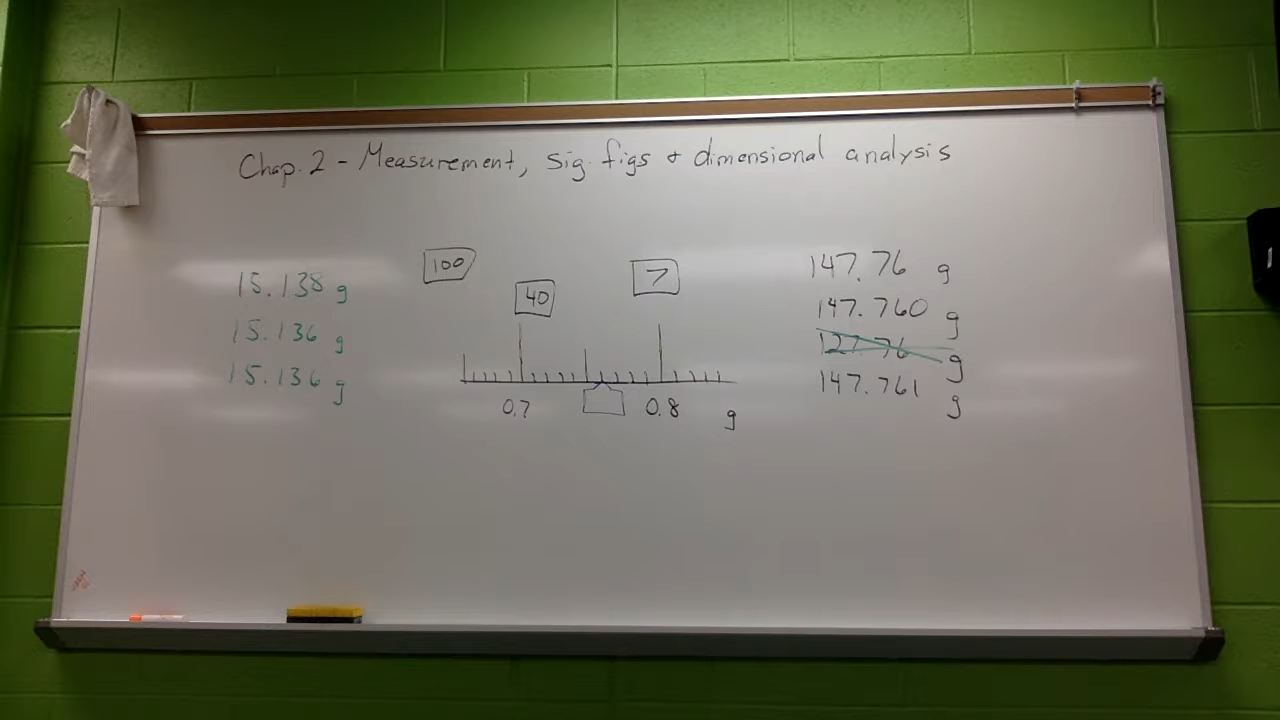 Chap. 2 - Measurement, sig. figs & dimensional analysis
15.138 g
15.136 g
15.136 g
100
40
7
0.7
0.8
g
147.76 g
147.760 g
127.76 g
147.761 g